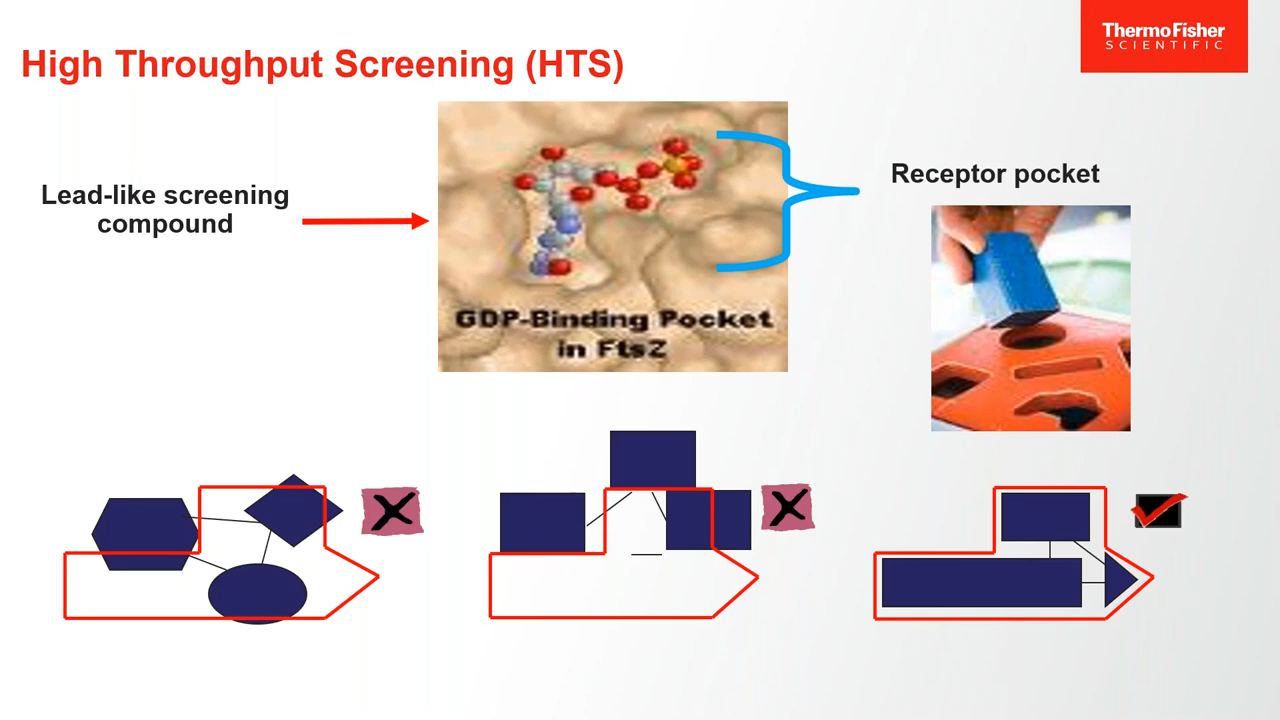 ThermoFisher
SCIENTIFIC
High Throughput Screening (HTS)
Lead-like screening
compound
Receptor pocket
GDP-Binding Pocket
in FtsZ